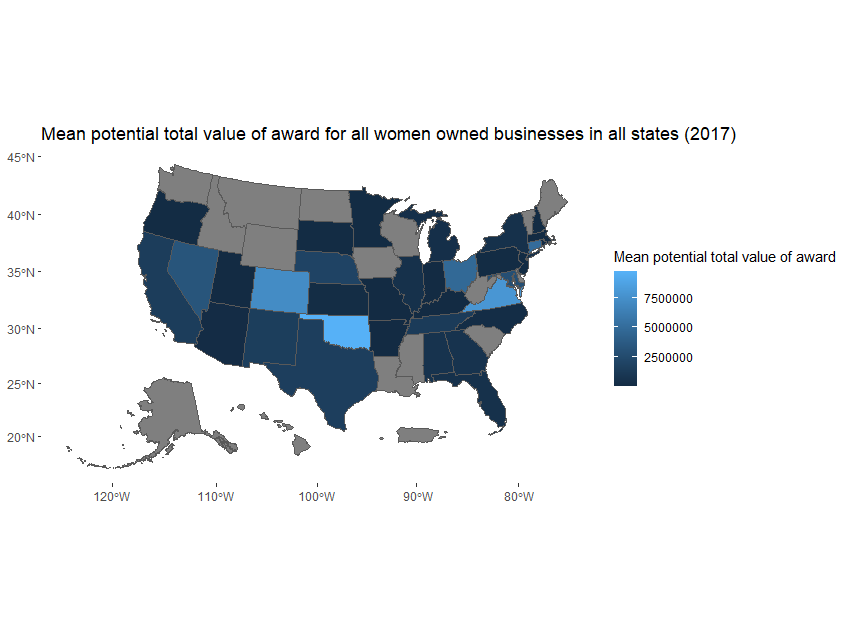 Mean potential total value of award for all women owned businesses in all states (2017)
45°N
40°N
35°N
30°N
25°N
20°N
120°W
110°W
100°W
90°W
80°W
Mean potential total value of award
7500000
5000000
2500000